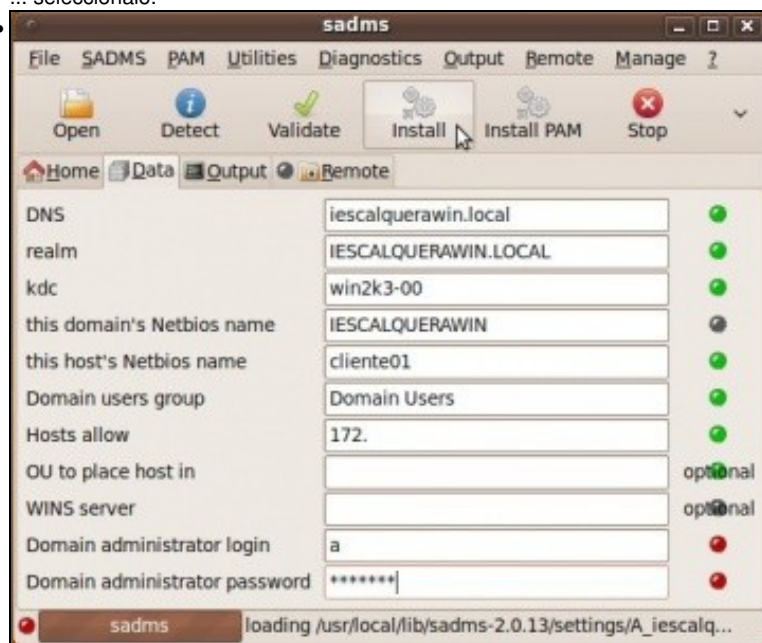 ... selecciónalo.
sadms
File SADMS PAM Utilities Diagnostics Output Remote Manage ?
Open Detect Validate Install Install PAM Stop
Home Data Output Remote
DNS iescalquerawin.local
realm IESCALQUERAWIN.LOCAL
kdc win2k3-00
this domain's Netbios name IESCALQUERAWIN
this host's Netbios name cliente01
Domain users group Domain Users
Hosts allow 172.
OU to place host in optional
WINS server optional
Domain administrator login a
Domain administrator password *******
sadms loading /usr/local/lib/sadms-2.0.13/settings/A_iescalq...